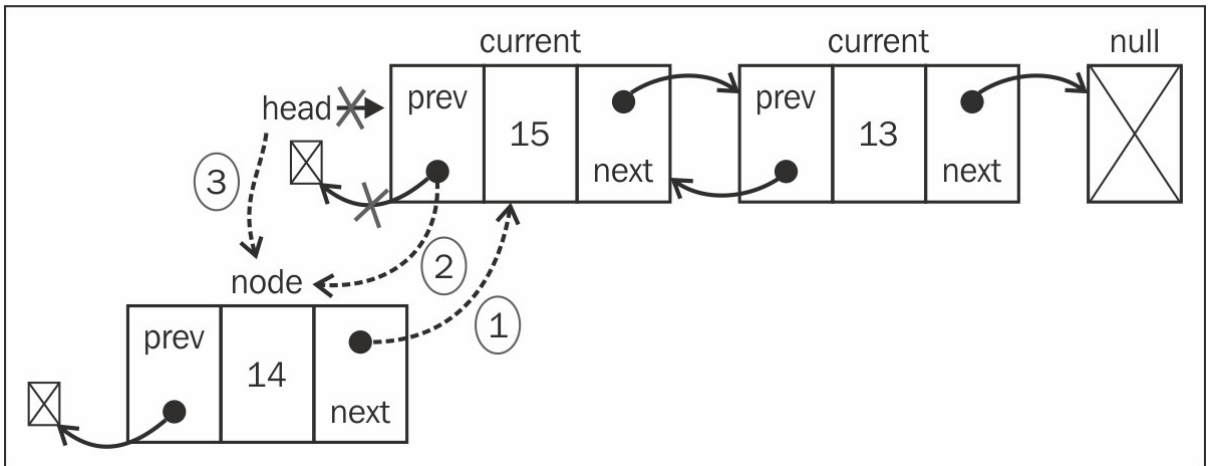 current current null
head prev 15 next prev 13 next
3
2
node
1
prev 14 next